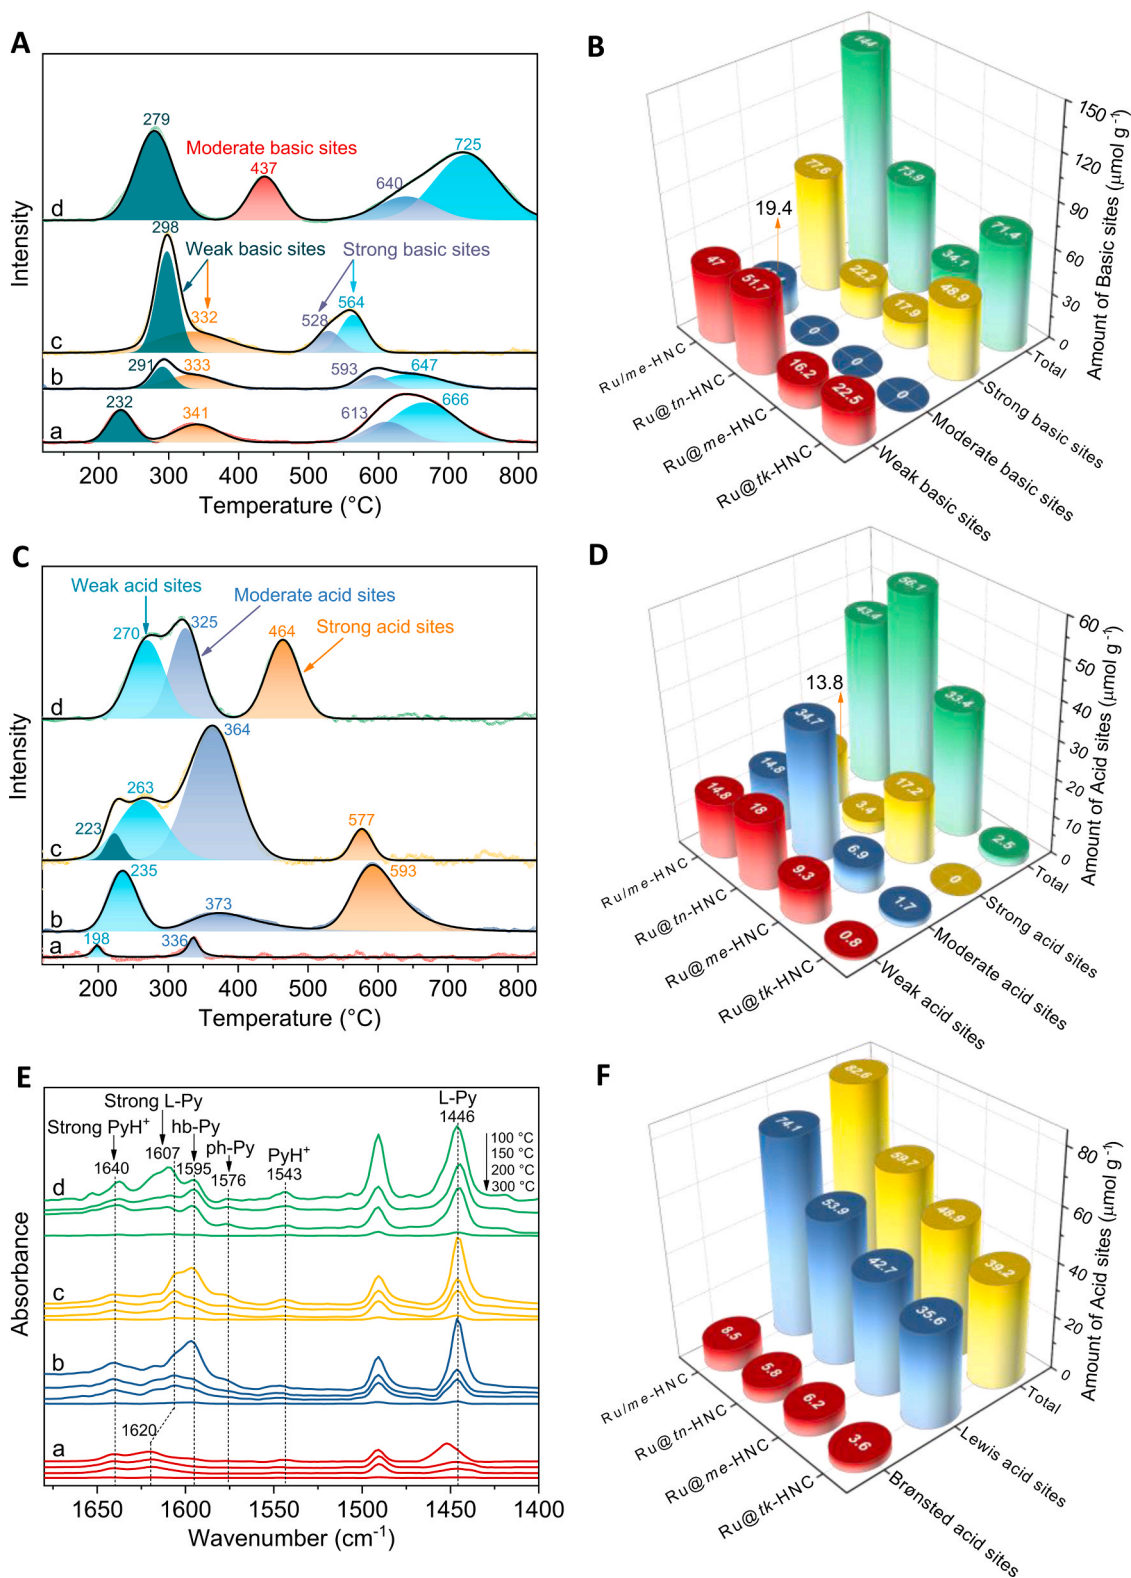 A
279
Moderate basic sites
437
725
640
d
298
Weak basic sites
Strong basic sites
332
564
528
c
291
333
593
647
b
232
341
613
666
a
200 300 400 500 600 700 800
Temperature (°C)
Intensity
B
144
77.6
73.9
19.4
47
51.7
22.2
34.1
71.4
0
17.9
48.9
16.2
0
0
22.5
150
120
90
60
30
0
Amount of Basic sites (μmol g⁻¹)
Ru/me-HNC
Ru@tn-HNC
Ru@me-HNC
Ru@tk-HNC
Total
Strong basic sites
Moderate basic sites
Weak basic sites
C
Weak acid sites
Moderate acid sites
270
325
464
Strong acid sites
d
364
263
223
577
c
235
593
373
b
198
336
a
200 300 400 500 600 700 800
Temperature (°C)
Intensity
D
56.1
43.4
13.8
34.7
33.4
14.8
14.8
18
3.4
17.2
9.3
6.9
2.5
0
1.7
0.8
60
50
40
30
20
10
0
Amount of Acid sites (μmol g⁻¹)
Ru/me-HNC
Ru@tn-HNC
Ru@me-HNC
Ru@tk-HNC
Total
Strong acid sites
Moderate acid sites
Weak acid sites
E
Strong L-Py
L-Py
Strong PyH⁺
hb-Py
1446
1607
ph-Py
PyH⁺
1640
1595
1576
1543
100 °C
150 °C
200 °C
300 °C
d
c
b
1620
a
1650 1600 1550 1500 1450 1400
Wavenumber (cm⁻¹)
Absorbance
F
82.6
74.1
59.7
53.9
48.9
42.7
39.2
35.6
8.5
5.8
6.2
3.6
80
60
40
20
0
Amount of Acid sites (μmol g⁻¹)
Ru/me-HNC
Ru@tn-HNC
Ru@me-HNC
Ru@tk-HNC
Total
Lewis acid sites
Brønsted acid sites